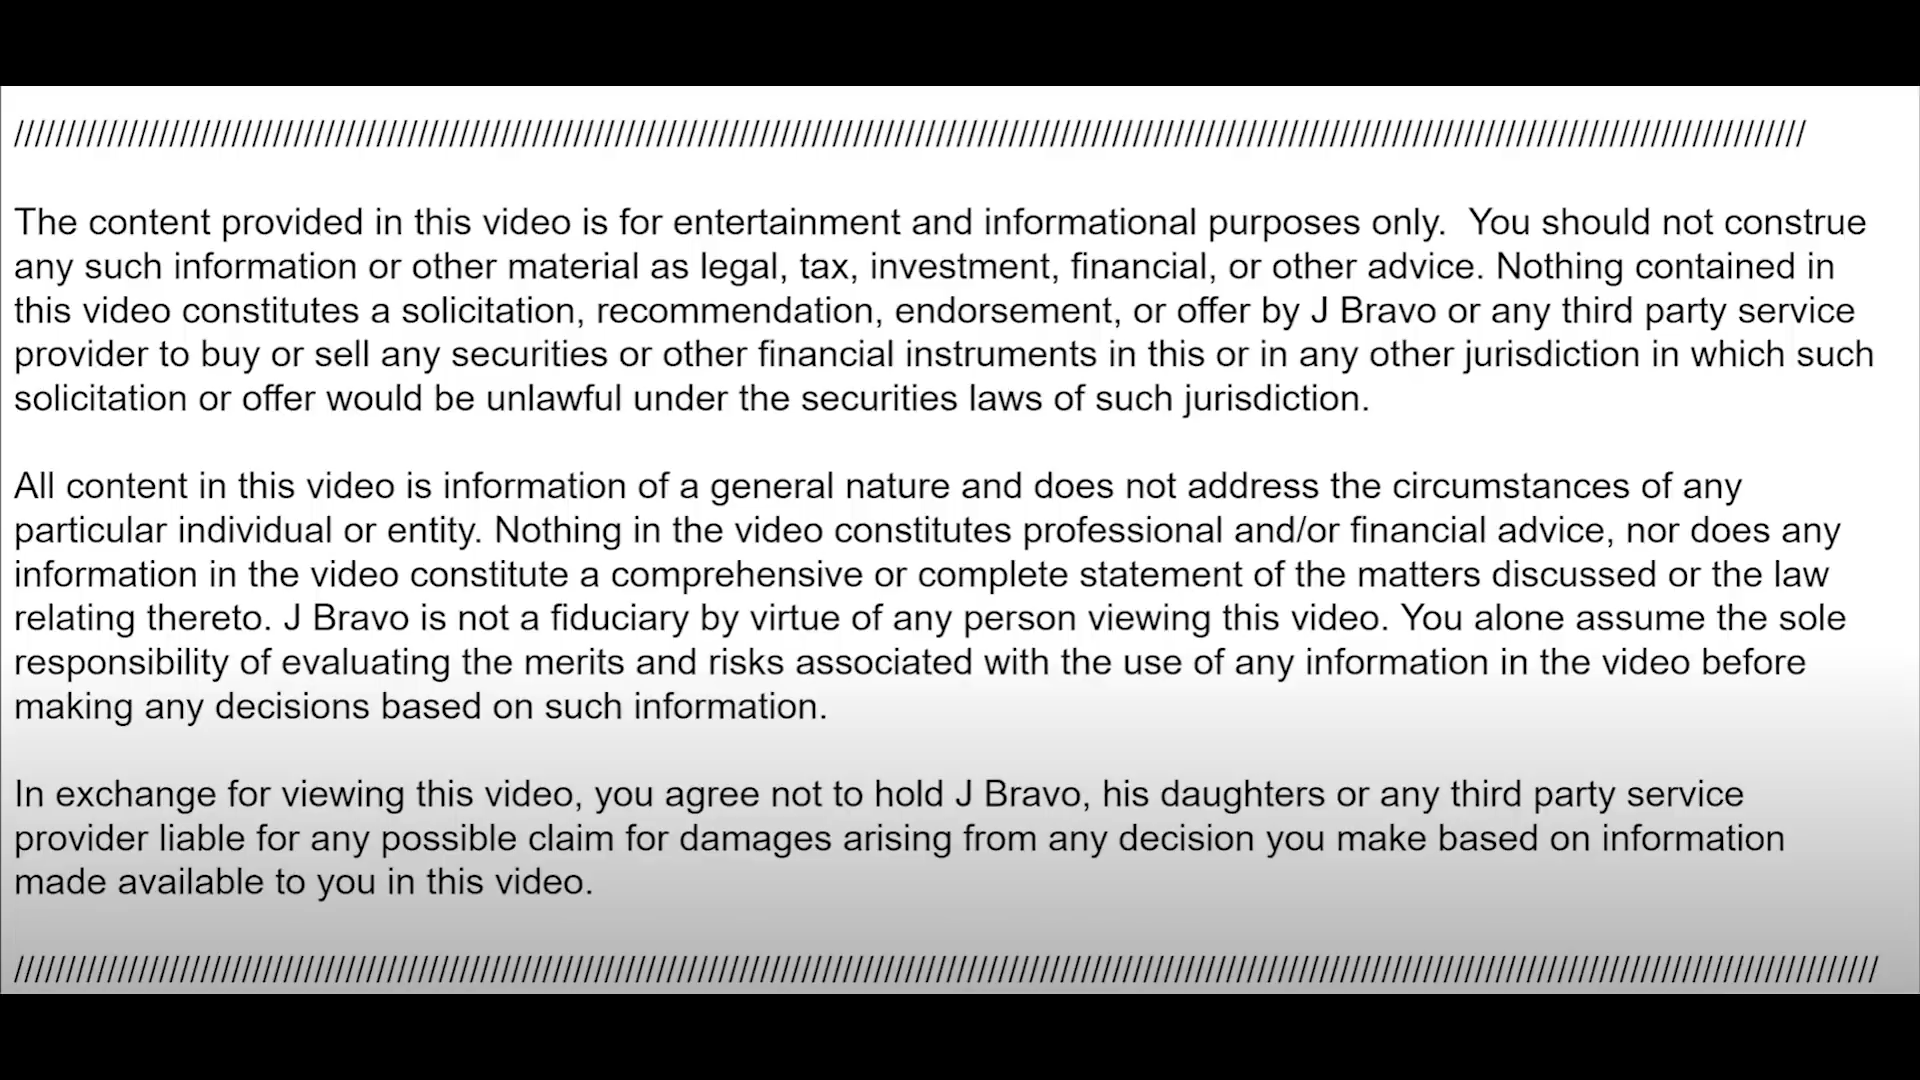 ////////////////////////////////////////////////////////////////////////////////////////////////////////////////////////////////////////////////////////////////////////////////
The content provided in this video is for entertainment and informational purposes only.  You should not construe
any such information or other material as legal, tax, investment, financial, or other advice. Nothing contained in
this video constitutes a solicitation, recommendation, endorsement, or offer by J Bravo or any third party service
provider to buy or sell any securities or other financial instruments in this or in any other jurisdiction in which such
solicitation or offer would be unlawful under the securities laws of such jurisdiction.
All content in this video is information of a general nature and does not address the circumstances of any
particular individual or entity. Nothing in the video constitutes professional and/or financial advice, nor does any
information in the video constitute a comprehensive or complete statement of the matters discussed or the law
relating thereto. J Bravo is not a fiduciary by virtue of any person viewing this video. You alone assume the sole
responsibility of evaluating the merits and risks associated with the use of any information in the video before
making any decisions based on such information.
In exchange for viewing this video, you agree not to hold J Bravo, his daughters or any third party service
provider liable for any possible claim for damages arising from any decision you make based on information
made available to you in this video.
////////////////////////////////////////////////////////////////////////////////////////////////////////////////////////////////////////////////////////////////////////////////////////